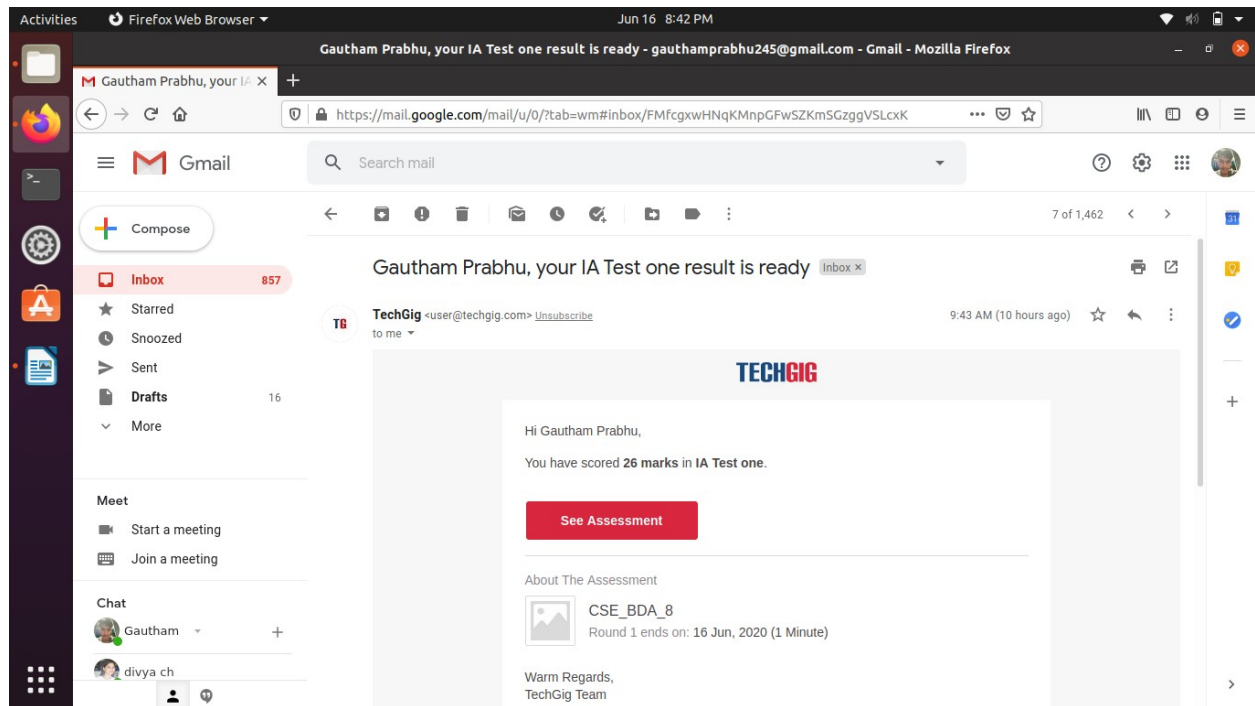 Activities
Firefox Web Browser
Jun 16 8:42 PM
Gautham Prabhu, your IA Test one result is ready - gauthamprabhu245@gmail.com - Gmail - Mozilla Firefox
Gautham Prabhu, your IA
https://mail.google.com/mail/u/0/?tab=wm#inbox/FMfcgxwHNqKMnpGFwSZKmSGzggVSLcxK
Gmail
Search mail
Compose
7 of 1,462
31
Inbox 857
Starred
Snoozed
Sent
Drafts 16
More
Gautham Prabhu, your IA Test one result is ready Inbox ×
TG
TechGig <user@techgig.com> Unsubscribe
9:43 AM (10 hours ago)
to me
TECHGIG
Hi Gautham Prabhu,
You have scored 26 marks in IA Test one.
See Assessment
About The Assessment
CSE_BDA_8
Round 1 ends on: 16 Jun, 2020 (1 Minute)
Warm Regards,
TechGig Team
Meet
Start a meeting
Join a meeting
Chat
Gautham
divya ch